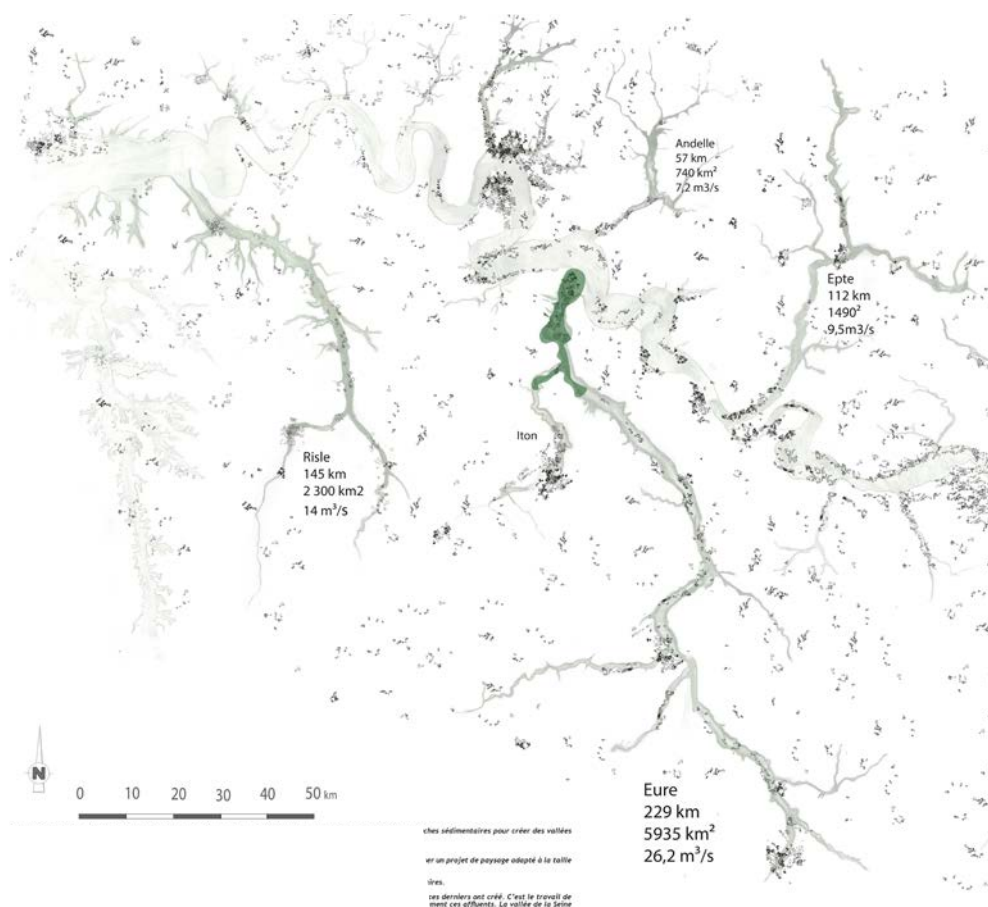 Andelle
57 km
740 km²
7,2 m3/s
Epte
112 km
1490²
9,5m3/s
Iton
Risle
145 km
2 300 km2
14 m³/s
N
0 10 20 30 40 50 km
Eure
229 km
5935 km²
26,2 m³/s
ches sédimentaires pour créer des vallées
er un projet de paysage adapté à la taille
ires.
ces derniers ont créé. C'est le travail de
ment ces affluents. La vallée de la Seine